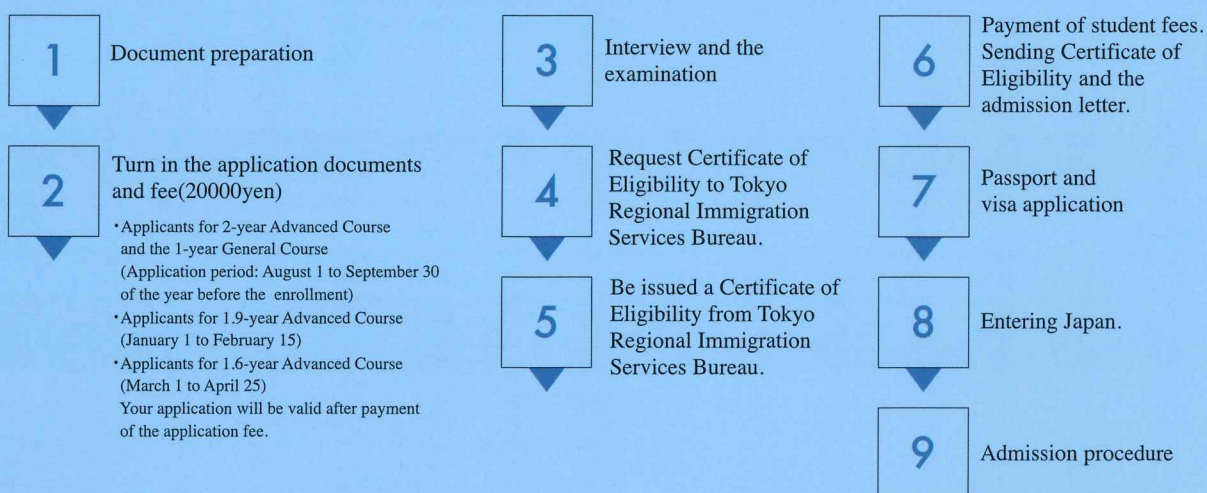 1
Document preparation
2
Turn in the application documents
and fee(20000yen)
・Applicants for 2-year Advanced Course
and the 1-year General Course
(Application period: August 1 to September 30
of the year before the enrollment)
・Applicants for 1.9-year Advanced Course
(January 1 to February 15)
・Applicants for 1.6-year Advanced Course
(March 1 to April 25)
Your application will be valid after payment
of the application fee.
3
Interview and the
examination
4
Request Certificate of
Eligibility to Tokyo
Regional Immigration
Services Bureau.
5
Be issued a Certificate of
Eligibility from Tokyo
Regional Immigration
Services Bureau.
6
Payment of student fees.
Sending Certificate of
Eligibility and the
admission letter.
7
Passport and
visa application
8
Entering Japan.
9
Admission procedure